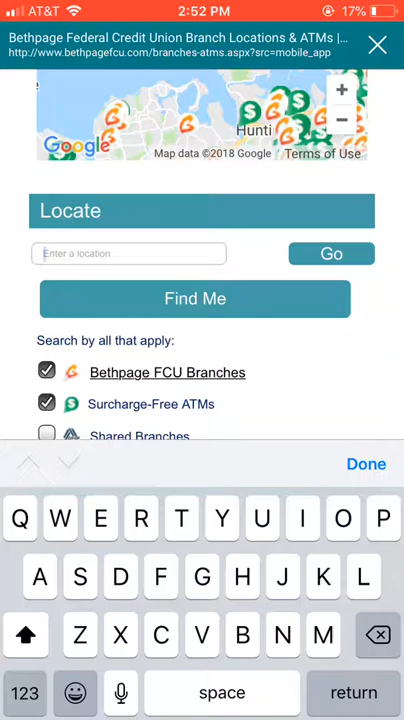 AT&T 2:52 PM 17%
Bethpage Federal Credit Union Branch Locations & ATMs |...
http://www.bethpagefcu.com/branches-atms.aspx?src=mobile_app
+
Hunti
−
Google Map data ©2018 Google Terms of Use
Locate
Enter a location Go
Find Me
Search by all that apply:
Bethpage FCU Branches
Surcharge-Free ATMs
Shared Branches
Done
Q W E R T Y U I O P
A S D F G H J K L
Z X C V B N M
123 space return